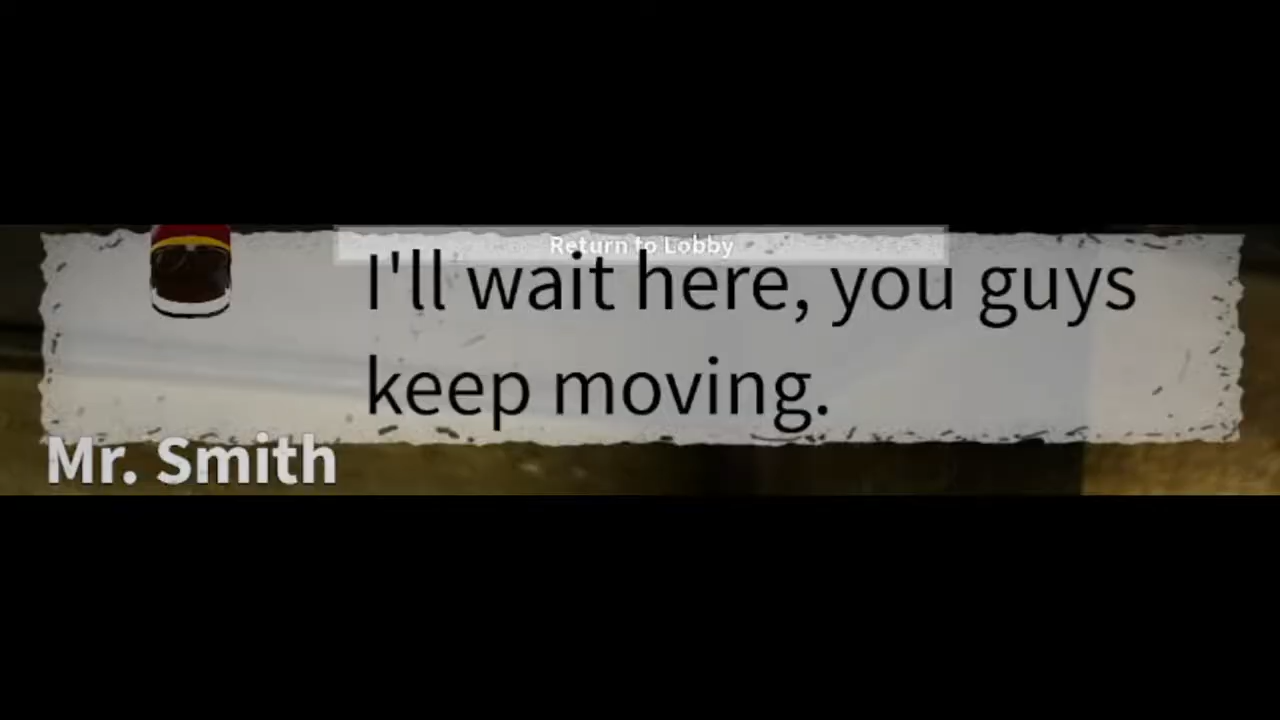 Return to Lobby
I'll wait here, you guys
keep moving.
Mr. Smith